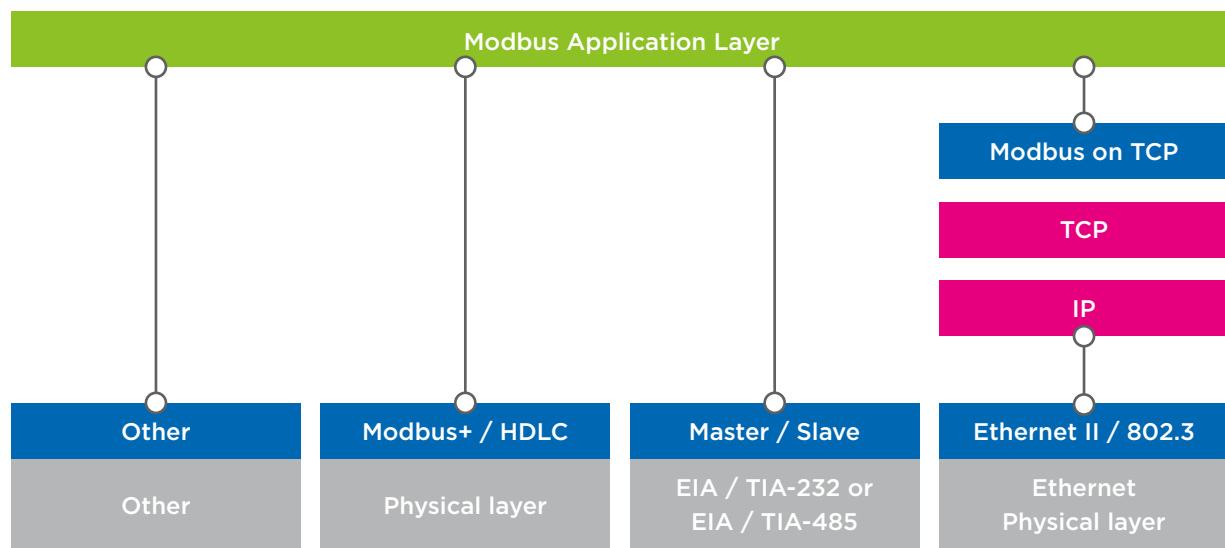 Modbus Application Layer
Modbus on TCP
TCP
IP
Other
Modbus+ / HDLC
Master / Slave
Ethernet II / 802.3
Other
Physical layer
EIA / TIA-232 or
EIA / TIA-485
Ethernet
Physical layer